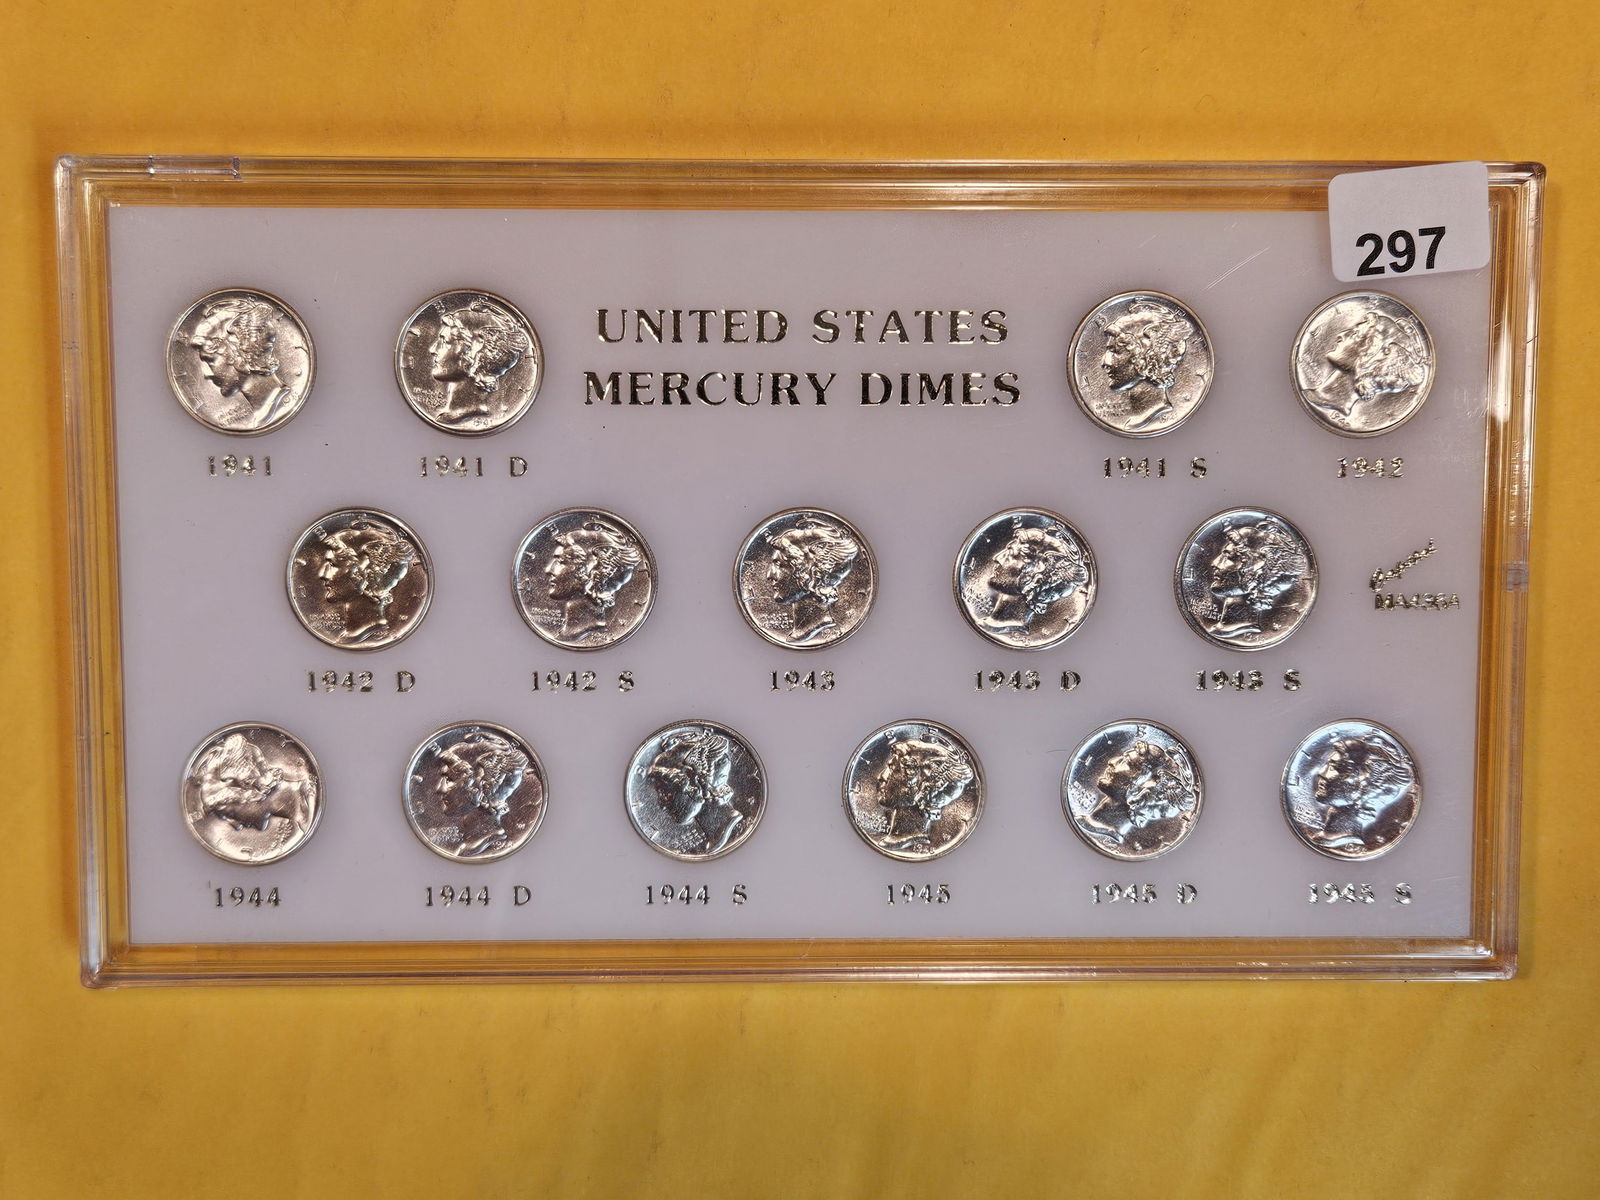 297
UNITED STATES
MERCURY DIMES
1941
1941 D
1941 S
1942
1942 D
1942 S
1943
1943 D
1943 S
MA436A
1944
1944 D
1944 S
1945
1945 D
1945 S